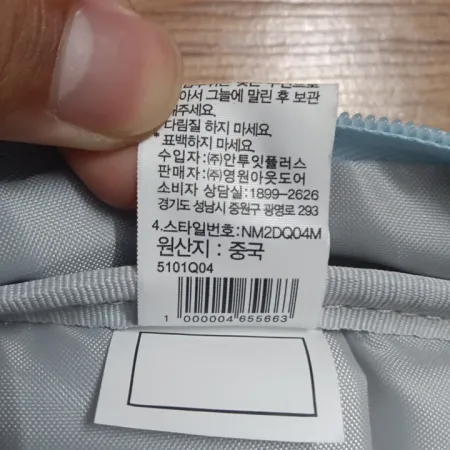 아서 그늘에 말린 후 보관
해주세요.
* 다림질 하지 마세요.
* 표백하지 마세요.
수입자:(주)안투잇플러스
판매자:(주)영원아웃도어
소비자 상담실:1899-2626
경기도 성남시 중원구 광명로 293
4.스타일번호:NM2DQ04M
원산지 : 중국
5101Q04
1 000004 655663